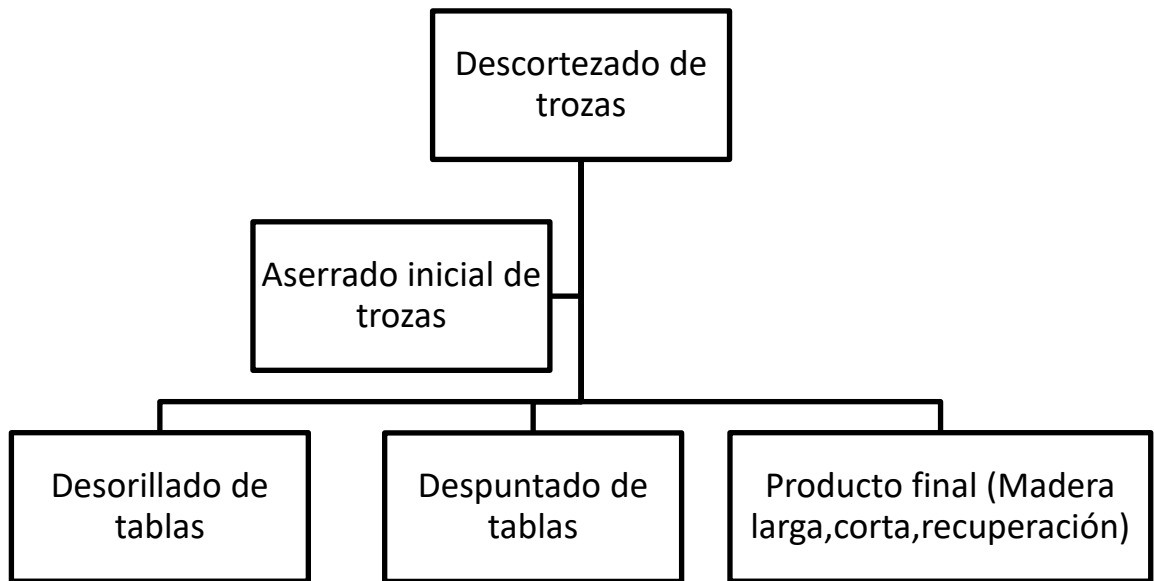 Descortezado de
trozas
Aserrado inicial de
trozas
Desorillado de
tablas
Despuntado de
tablas
Producto final (Madera
larga,corta,recuperación)